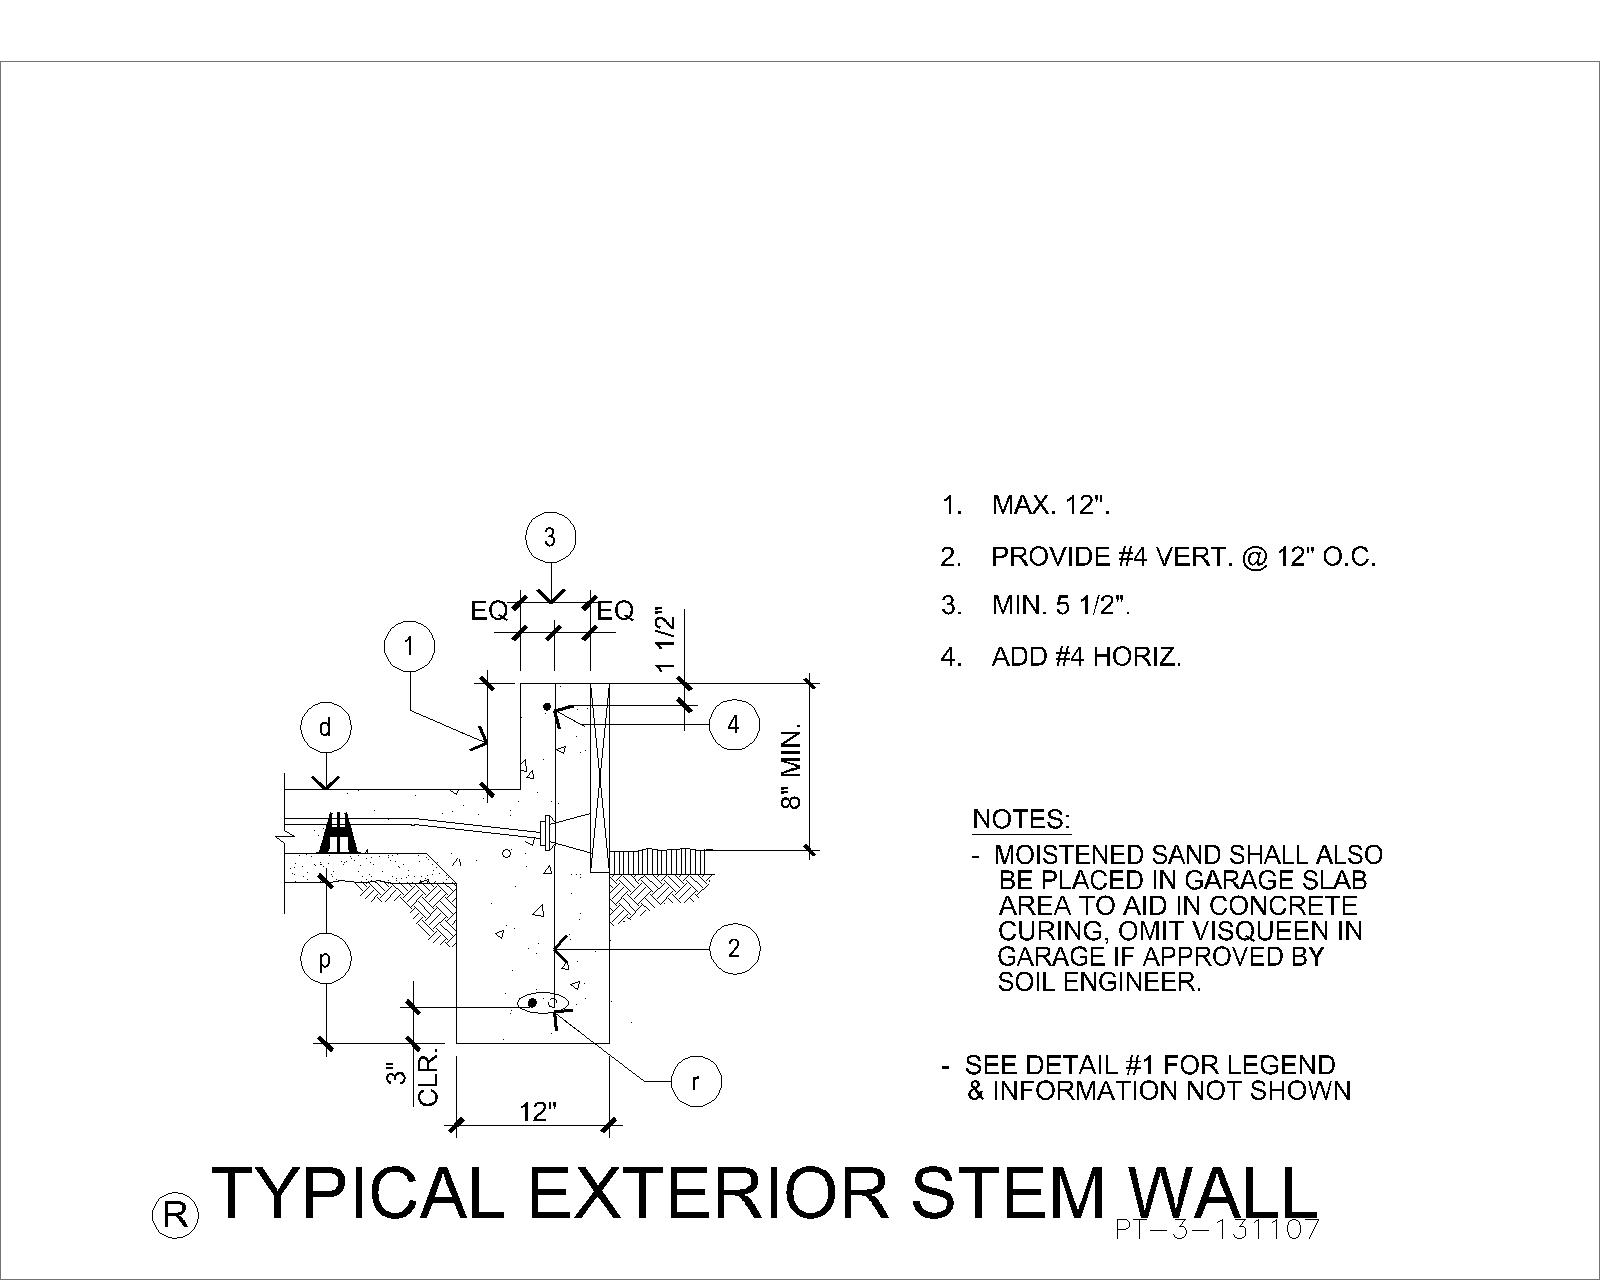 3
EQ EQ
1 1/2"
1
d
4
8" MIN.
p
2
3"
CLR.
r
12"
1. MAX. 12".
2. PROVIDE #4 VERT. @ 12" O.C.
3. MIN. 5 1/2".
4. ADD #4 HORIZ.
NOTES:
- MOISTENED SAND SHALL ALSO
BE PLACED IN GARAGE SLAB
AREA TO AID IN CONCRETE
CURING, OMIT VISQUEEN IN
GARAGE IF APPROVED BY
SOIL ENGINEER.
- SEE DETAIL #1 FOR LEGEND
& INFORMATION NOT SHOWN
R TYPICAL EXTERIOR STEM WALL
PT-3-131107